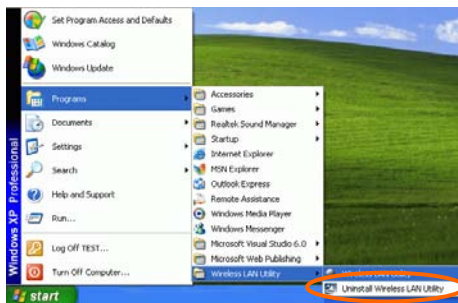 Set Program Access and Defaults
Windows Catalog
Windows Update
Programs
Documents
Settings
Search
Help and Support
Run...
Log Off TEST...
Turn Off Computer...
Windows XP Professional
start
Accessories
Games
Realtek Sound Manager
Startup
Internet Explorer
MSN Explorer
Outlook Express
Remote Assistance
Windows Media Player
Windows Messenger
Microsoft Visual Studio 6.0
Microsoft Web Publishing
Wireless LAN Utility
Wireless LAN Utility
Uninstall Wireless LAN Utility